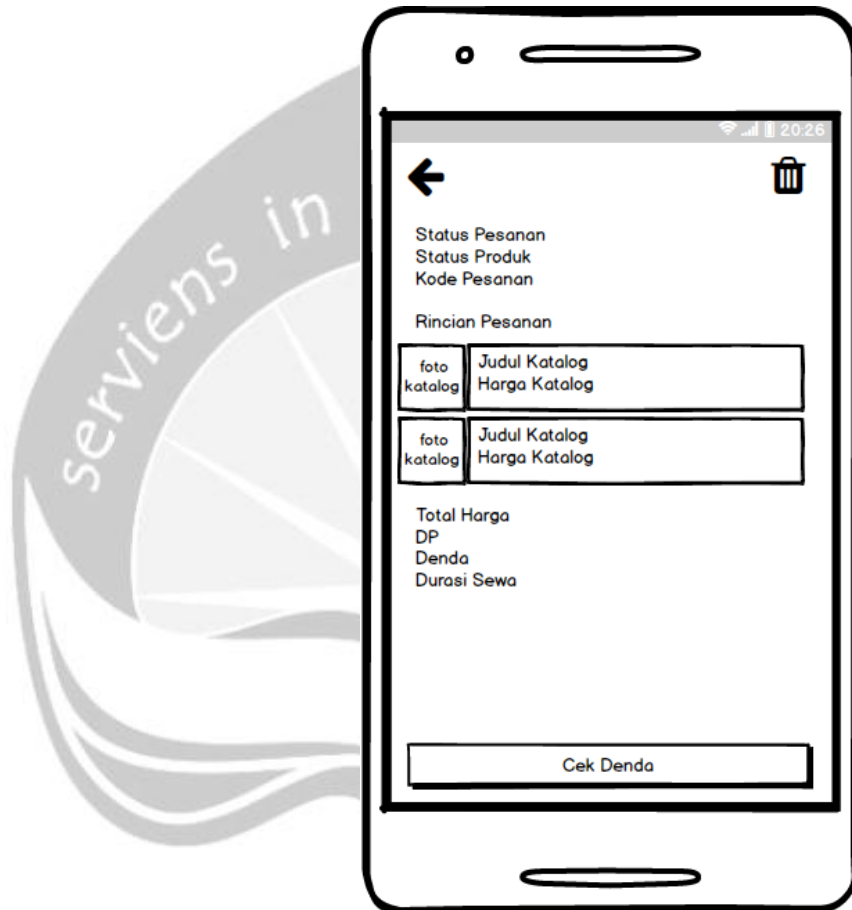 serviens in
20:26
Status Pesanan
Status Produk
Kode Pesanan
Rincian Pesanan
foto
katalog
Judul Katalog
Harga Katalog
foto
katalog
Judul Katalog
Harga Katalog
Total Harga
DP
Denda
Durasi Sewa
Cek Denda